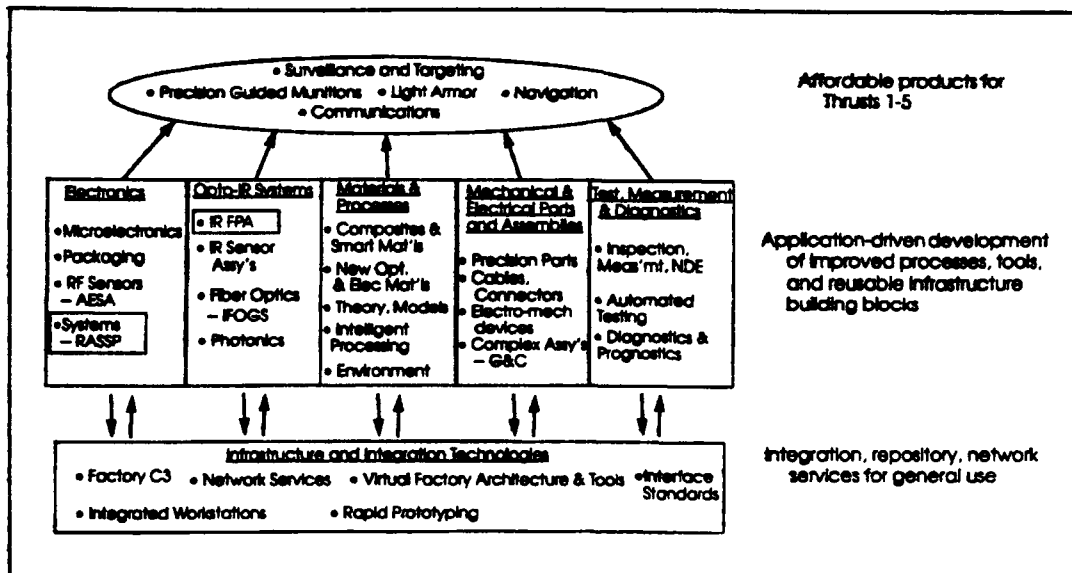 • Surveillance and Targeting
• Precision Guided Munitions • Light Armor • Navigation
• Communications
Affordable products for
Thrusts 1-5
Electronics
• Microelectronics
• Packaging
• RF Sensors
– AESA
• Systems
– RASSP
Opto-IR Systems
• IR FPA
• IR Sensor
Assy's
• Fiber Optics
– IFOGS
• Photonics
Materials &
Processes
• Composites &
Smart Mat'ls
• New Opt.
& Elec Mat'ls
• Theory, Models
• Intelligent
Processing
• Environment
Mechanical &
Electrical Parts
and Assemblies
• Precision Parts
• Cables,
Connectors
• Electro-mech
devices
• Complex Assy's
– G&C
Test, Measurement
& Diagnostics
• Inspection,
Meas'mt, NDE
• Automated
Testing
• Diagnostics &
Prognostics
Application-driven development
of improved processes, tools,
and reusable infrastructure
building blocks
Infrastructure and Integration Technologies
• Factory C3 • Network Services • Virtual Factory Architecture & Tools • Interface
Standards
• Integrated Workstations • Rapid Prototyping
Integration, repository, network
services for general use